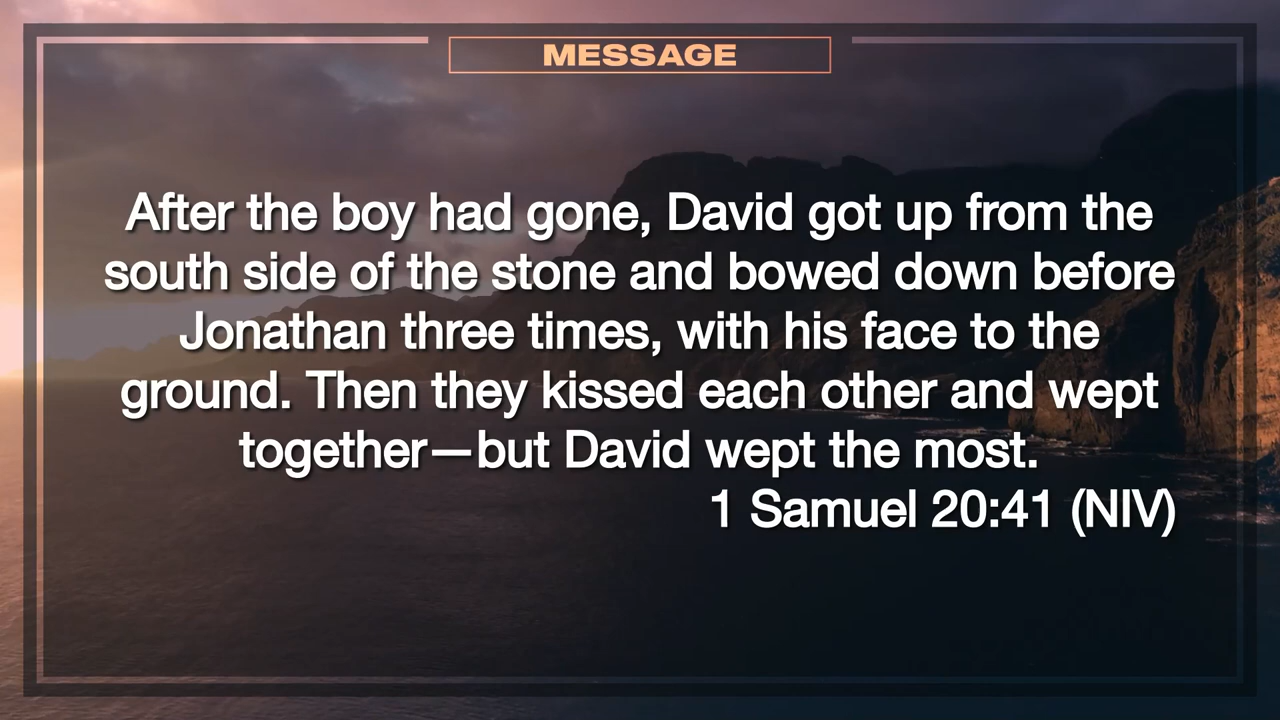 MESSAGE
After the boy had gone, David got up from the
south side of the stone and bowed down before
Jonathan three times, with his face to the
ground. Then they kissed each other and wept
together—but David wept the most.
1 Samuel 20:41 (NIV)